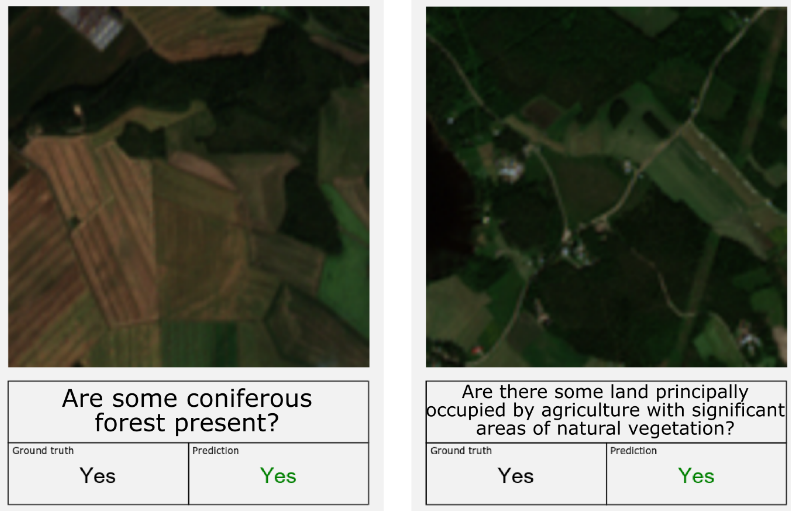 Are some coniferous
forest present?
Ground truth
Prediction
Yes
Yes
Are there some land principally
occupied by agriculture with significant
areas of natural vegetation?
Ground truth
Prediction
Yes
Yes